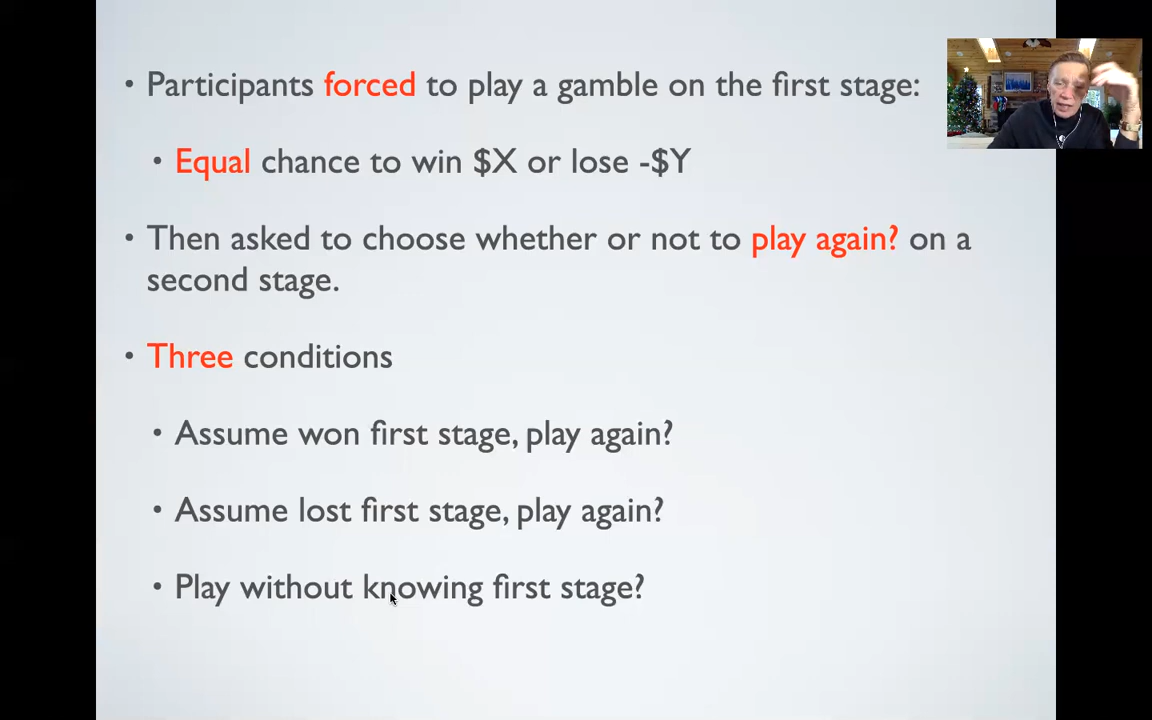 • Participants forced to play a gamble on the first stage:
• Equal chance to win $X or lose -$Y
• Then asked to choose whether or not to play again? on a
second stage.
• Three conditions
• Assume won first stage, play again?
• Assume lost first stage, play again?
• Play without knowing first stage?